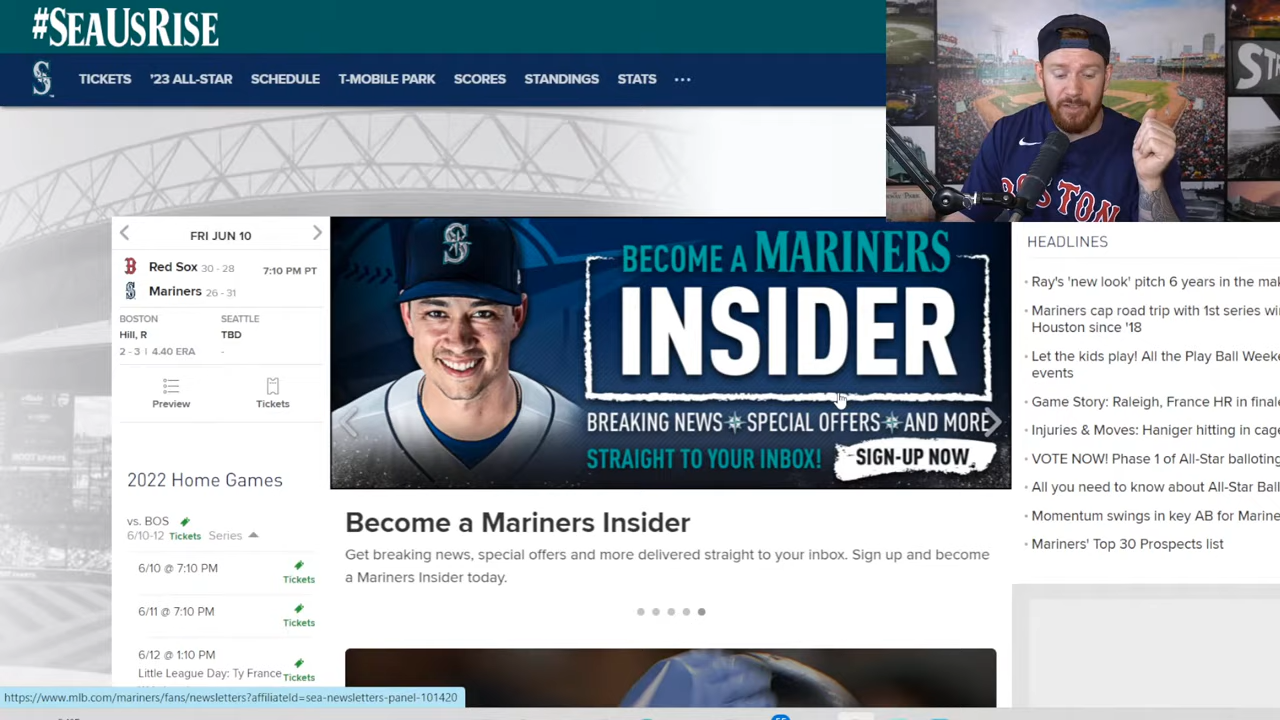 #SEAUSRISE
TICKETS '23 ALL-STAR SCHEDULE T-MOBILE PARK SCORES STANDINGS STATS ...
BOSTON
FRI JUN 10
Red Sox 30 - 28 7:10 PM PT
Mariners 26 - 31
BOSTON SEATTLE
Hill, R TBD
2 - 3 | 4.40 ERA -
Preview Tickets
2022 Home Games
vs. BOS
6/10-12 Tickets Series
6/10 @ 7:10 PM
Tickets
6/11 @ 7:10 PM
Tickets
6/12 @ 1:10 PM
Little League Day: Ty France
Tickets
BECOME A MARINERS
INSIDER
BREAKING NEWS SPECIAL OFFERS AND MORE
STRAIGHT TO YOUR INBOX! SIGN-UP NOW
Become a Mariners Insider
Get breaking news, special offers and more delivered straight to your inbox. Sign up and become
a Mariners Insider today.
HEADLINES
Ray's 'new look' pitch 6 years in the
Mariners cap road trip with 1st series
Houston since '18
Let the kids play! All the Play Ball
events
Game Story: Raleigh, France HR in
Injuries & Moves: Haniger hitting in
VOTE NOW! Phase 1 of All-Star
All you need to know about All-Star
Momentum swings in key AB for
Mariners' Top 30 Prospects list
https://www.mlb.com/mariners/fans/newsletters?affiliateId=sea-newsletters-panel-101420